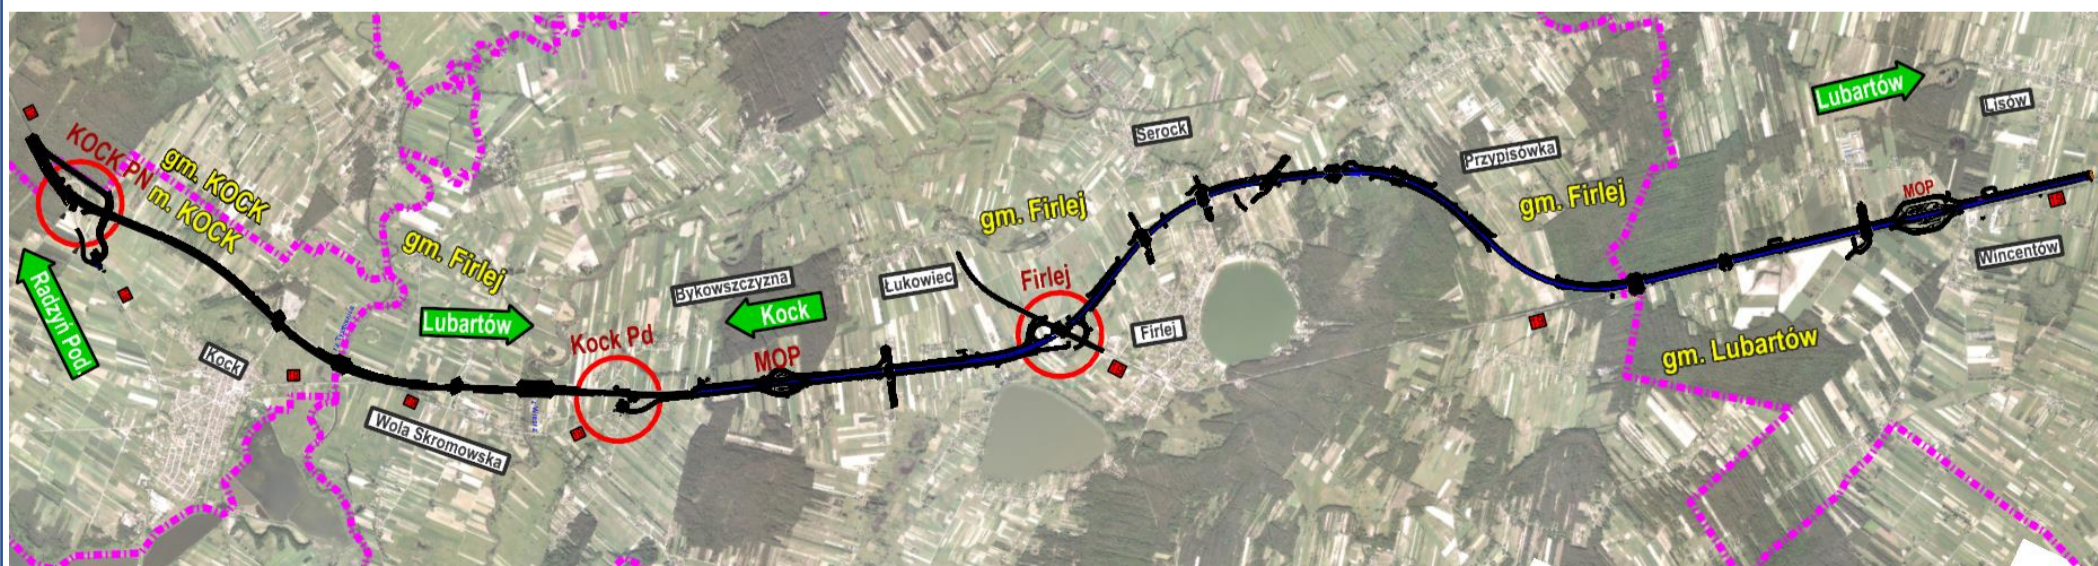 KOCK PN
gm. KOCK
m. KOCK
Radzyń Pod.
Kock
gm. Firlej
Lubartów
Wola Skromowska
Kock Pd
Bykowszczyzna
Kock
MOP
Łukowiec
gm. Firlej
Firlej
Firlej
Serock
Przypisówka
gm. Firlej
gm. Lubartów
Lubartów
Lisów
MOP
Wincentów